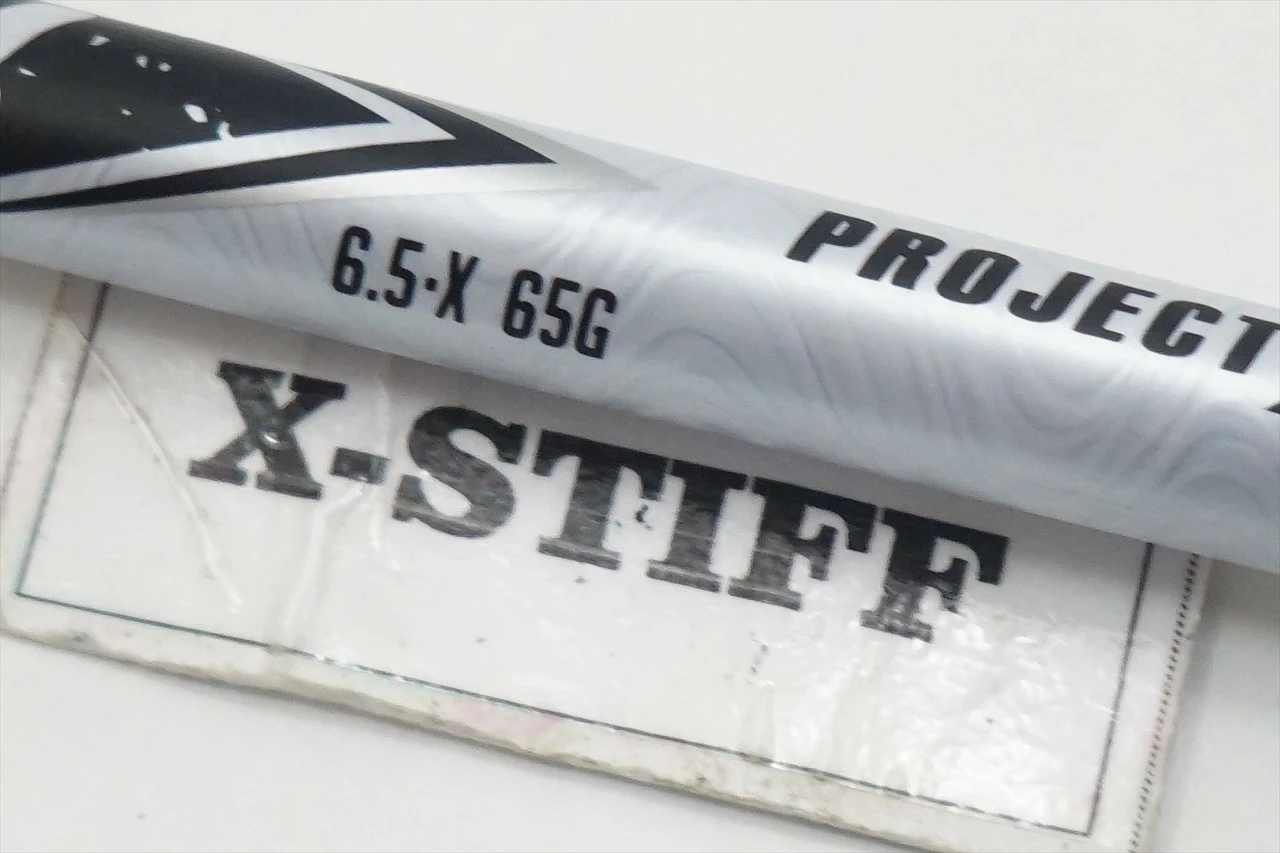 6.5·X 65G
PROJECT
X-STIFF